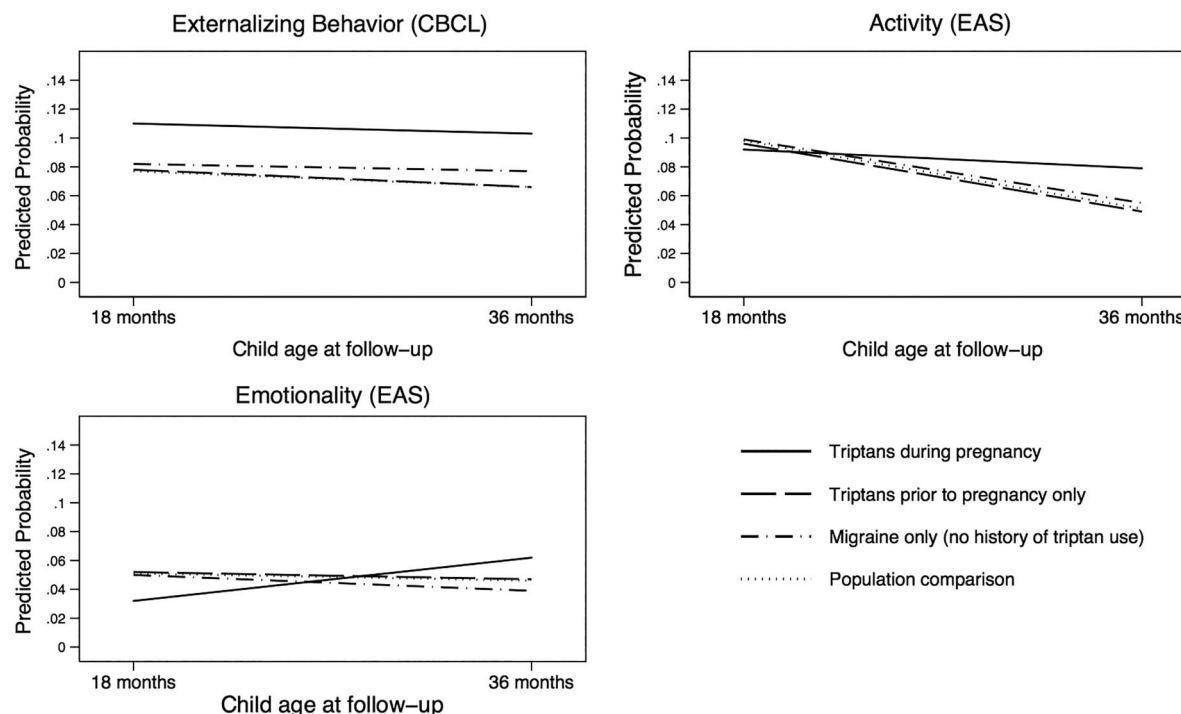 Externalizing Behavior (CBCL)
Predicted Probability
.14
.12
.1
.08
.06
.04
.02
0
18 months
36 months
Child age at follow–up
Activity (EAS)
Predicted Probability
.14
.12
.1
.08
.06
.04
.02
0
18 months
36 months
Child age at follow–up
Emotionality (EAS)
Predicted Probability
.14
.12
.1
.08
.06
.04
.02
0
18 months
36 months
Child age at follow–up
Triptans during pregnancy
Triptans prior to pregnancy only
Migraine only (no history of triptan use)
Population comparison